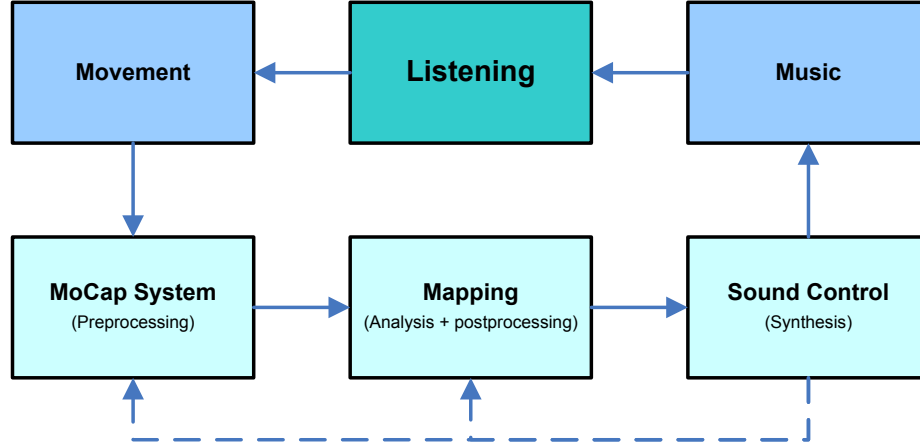 Movement
Listening
Music
MoCap System
(Preprocessing)
Mapping
(Analysis + postprocessing)
Sound Control
(Synthesis)